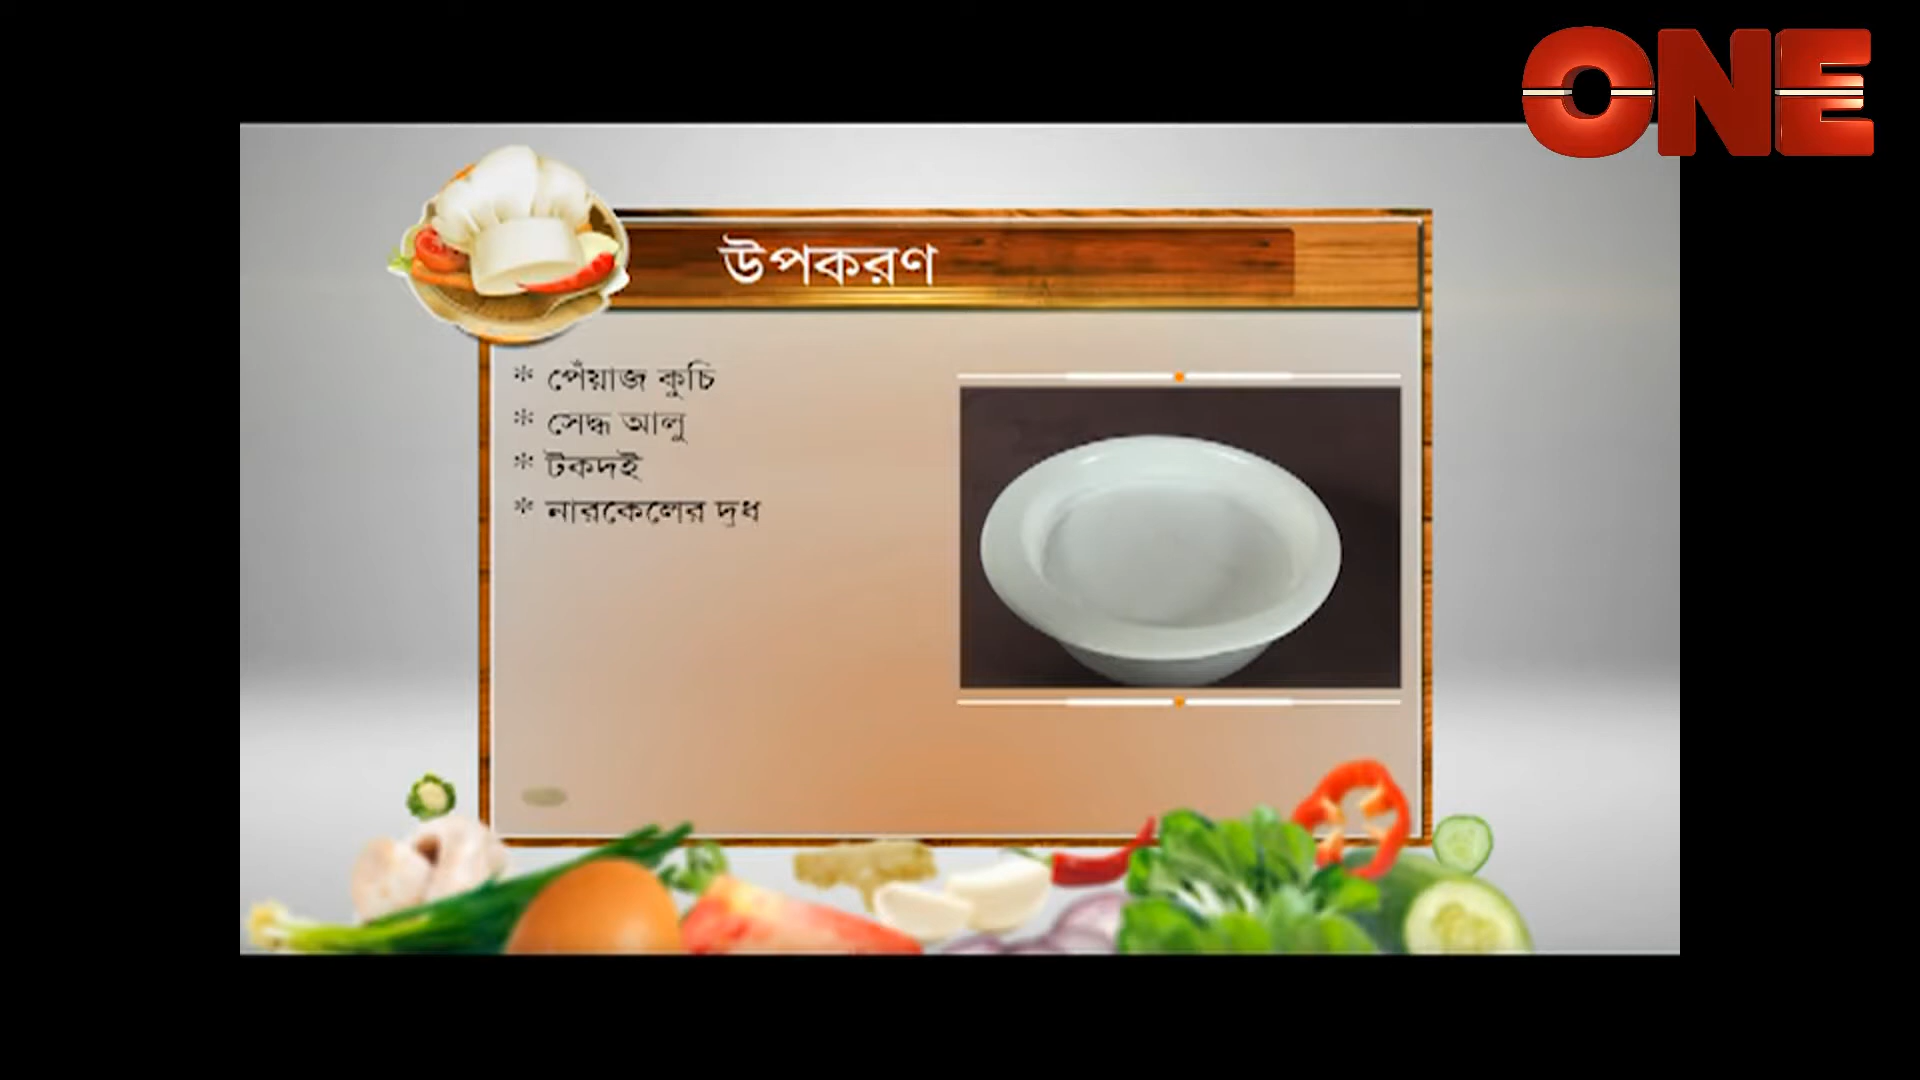 ONE
উপকরণ
* পেঁয়াজ কুচি
* সেদ্ধ আলু
* টকদই
* নারকেলের দুধ